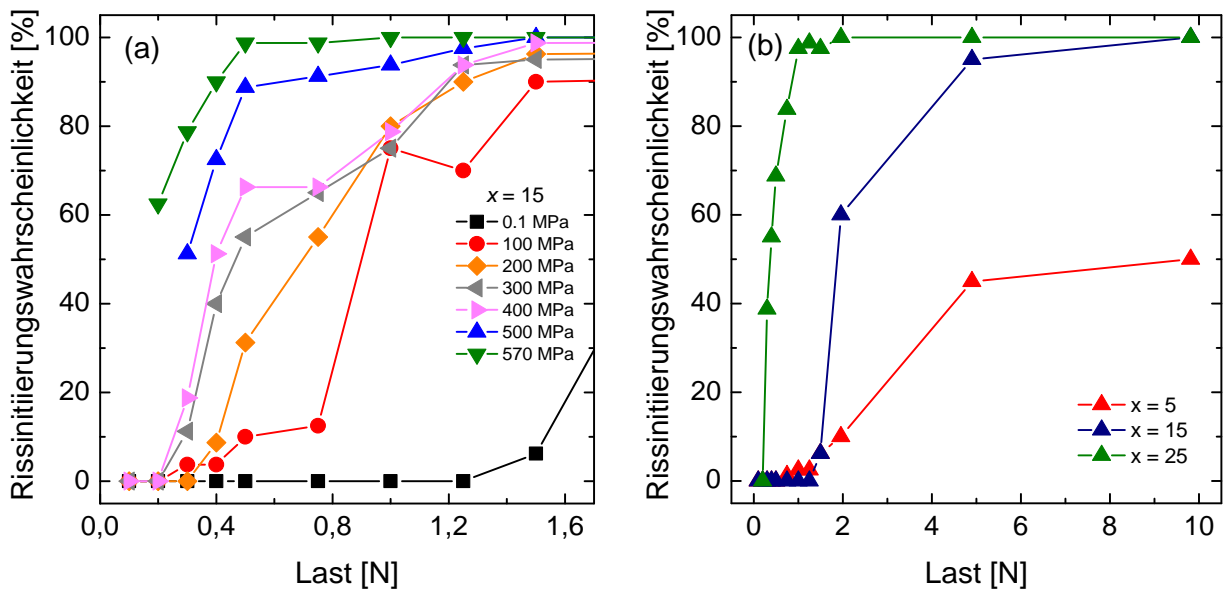 Rissinitiierungswahrscheinlichkeit [%]
100
80
60
40
20
0
(a)
x = 15
0.1 MPa
100 MPa
200 MPa
300 MPa
400 MPa
500 MPa
570 MPa
0,0 0,4 0,8 1,2 1,6
Last [N]
Rissinitiierungswahrscheinlichkeit [%]
100
80
60
40
20
0
(b)
x = 5
x = 15
x = 25
0 2 4 6 8 10
Last [N]